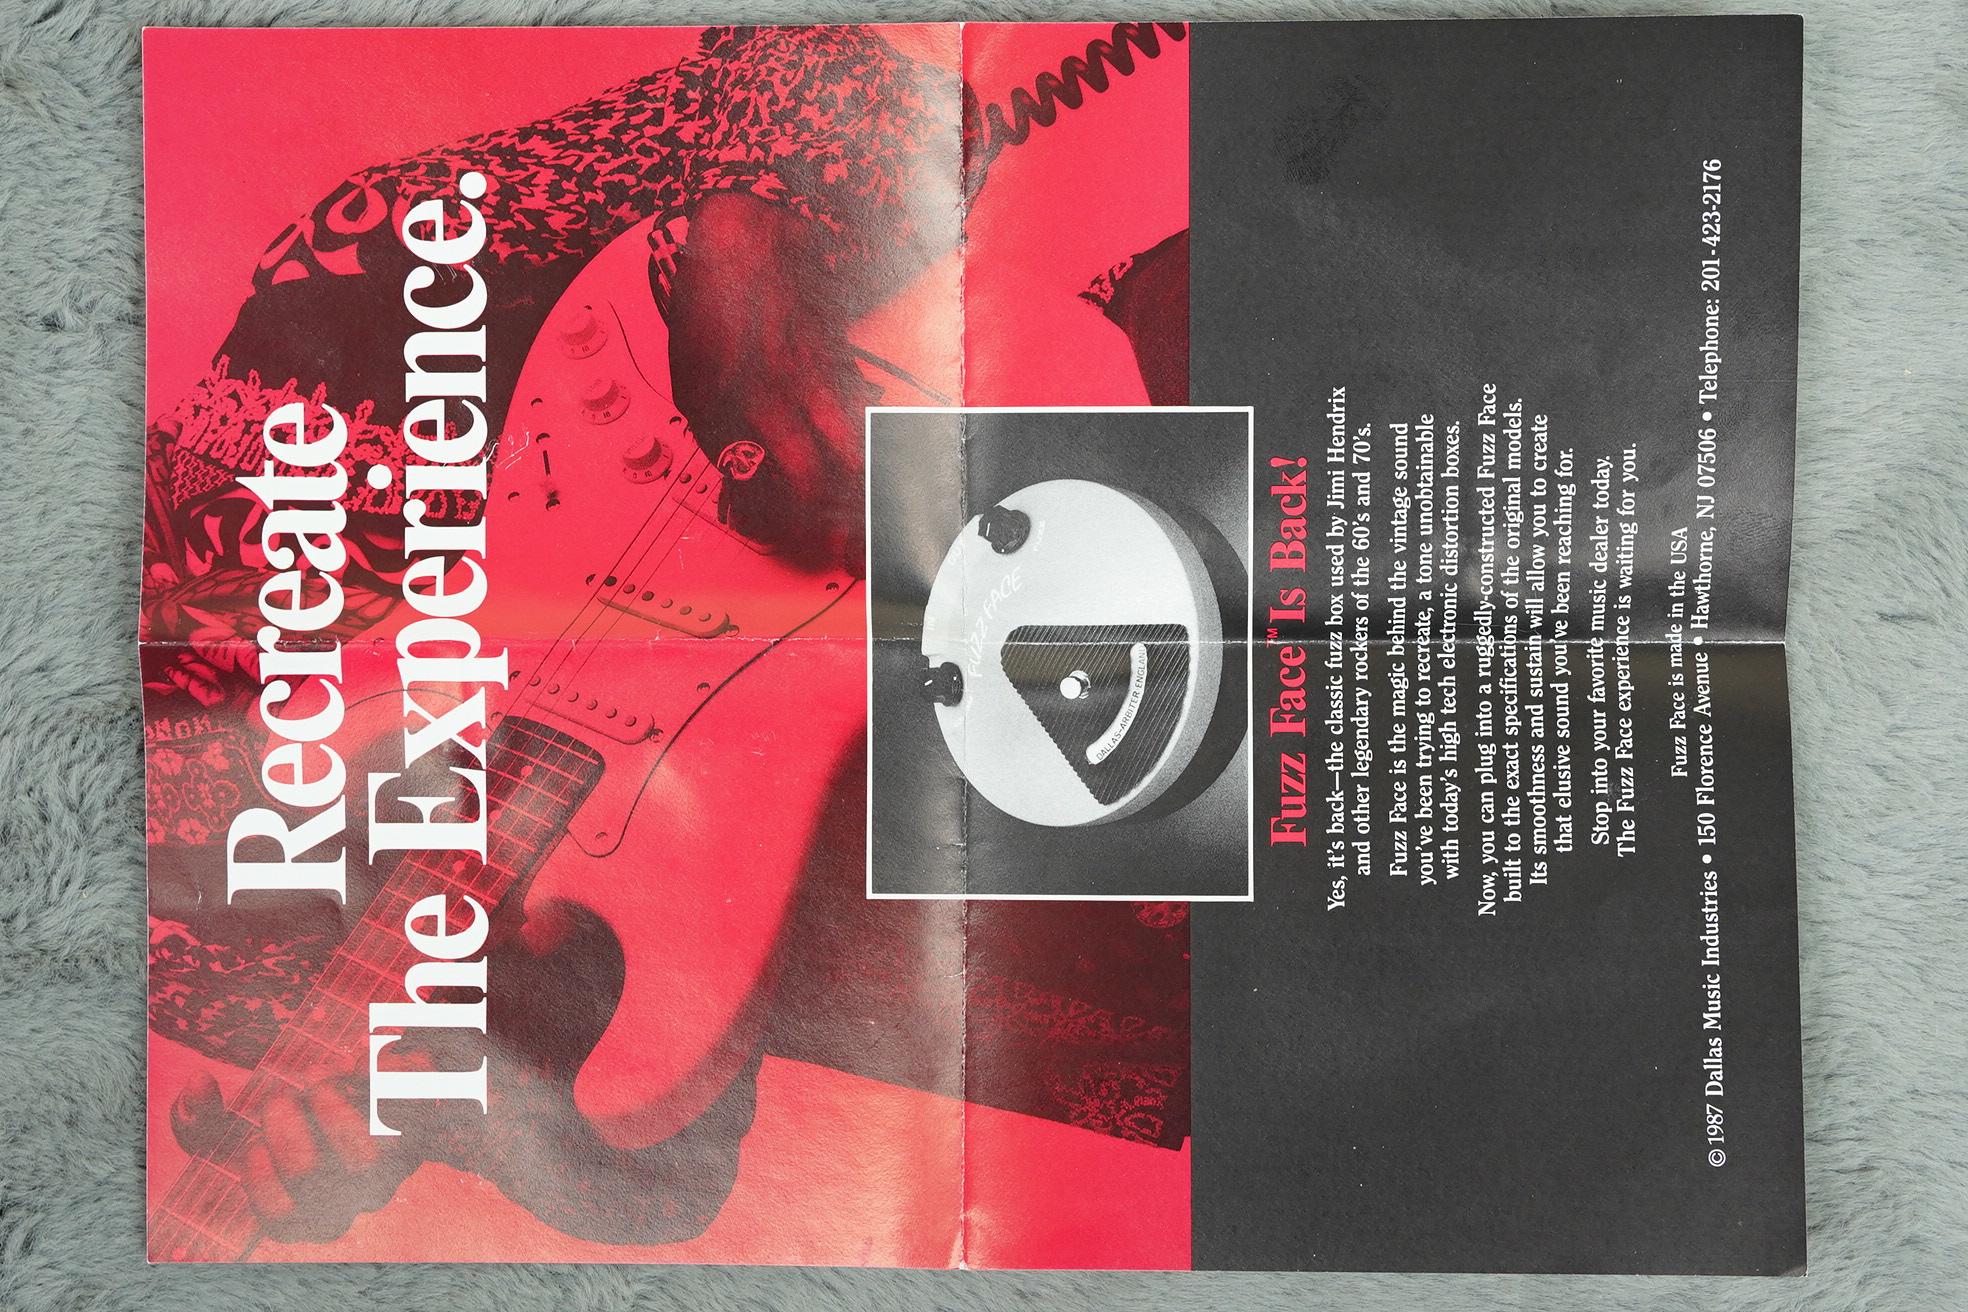 Recreate
The Experience.
FUZZ FACE
DALLAS-ARBITER ENGLAND
Fuzz Face™ Is Back!
Yes, it's back—the classic fuzz box used by Jimi Hendrix
and other legendary rockers of the 60's and 70's.
Fuzz Face is the magic behind the vintage sound
you've been trying to recreate, a tone unobtainable
with today's high tech electronic distortion boxes.
Now, you can plug into a ruggedly-constructed Fuzz Face
built to the exact specifications of the original models.
Its smoothness and sustain will allow you to create
that elusive sound you've been reaching for.
Stop into your favorite music dealer today.
The Fuzz Face experience is waiting for you.
Fuzz Face is made in the USA
© 1987 Dallas Music Industries • 150 Florence Avenue • Hawthorne, NJ 07506 • Telephone: 201-423-2176